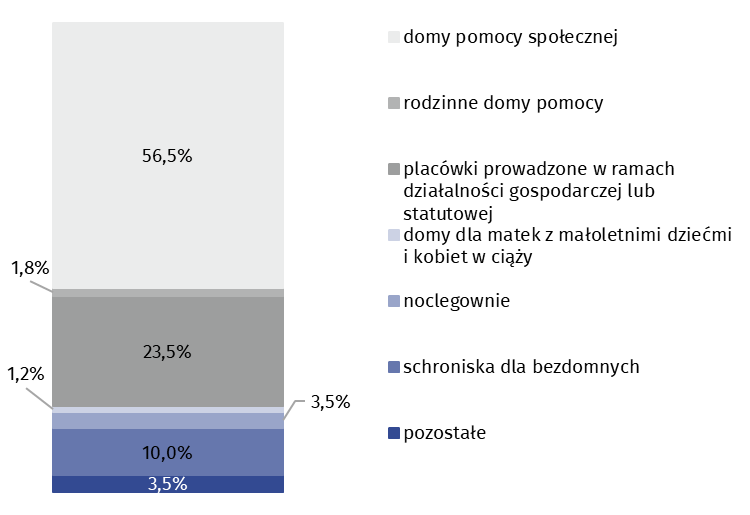 56,5%
1,8%
23,5%
1,2%
3,5%
10,0%
3,5%
domy pomocy społecznej
rodzinne domy pomocy
placówki prowadzone w ramach
działalności gospodarczej lub
statutowej
domy dla matek z małoletnimi dziećmi
i kobiet w ciąży
noclegownie
schroniska dla bezdomnych
pozostałe